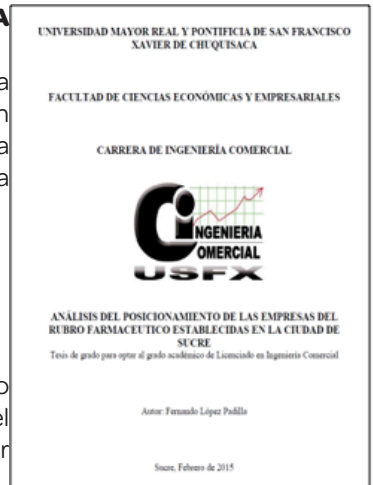 A
a
n
a
a
o
el
r
UNIVERSIDAD MAYOR REAL Y PONTIFICIA DE SAN FRANCISCO
XAVIER DE CHUQUISACA
FACULTAD DE CIENCIAS ECONÓMICAS Y EMPRESARIALES
CARRERA DE INGENIERÍA COMERCIAL
Ci
NGENIERIA
OMERCIAL
USFX
ANÁLISIS DEL POSICIONAMIENTO DE LAS EMPRESAS DEL
RUBRO FARMACEUTICO ESTABLECIDAS EN LA CIUDAD DE
SUCRE
Tesis de grado para optar al grado académico de Licenciado en Ingeniería Comercial
Autor: Fernando López Padilla
Sucre, Febrero de 2015